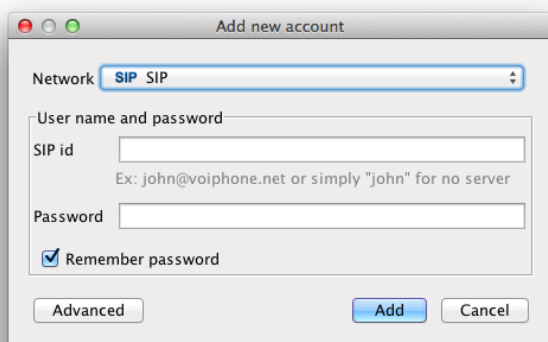 Add new account
Network SIP SIP
User name and password
SIP id
Ex: john@voiphone.net or simply "john" for no server
Password
Remember password
Advanced Add Cancel